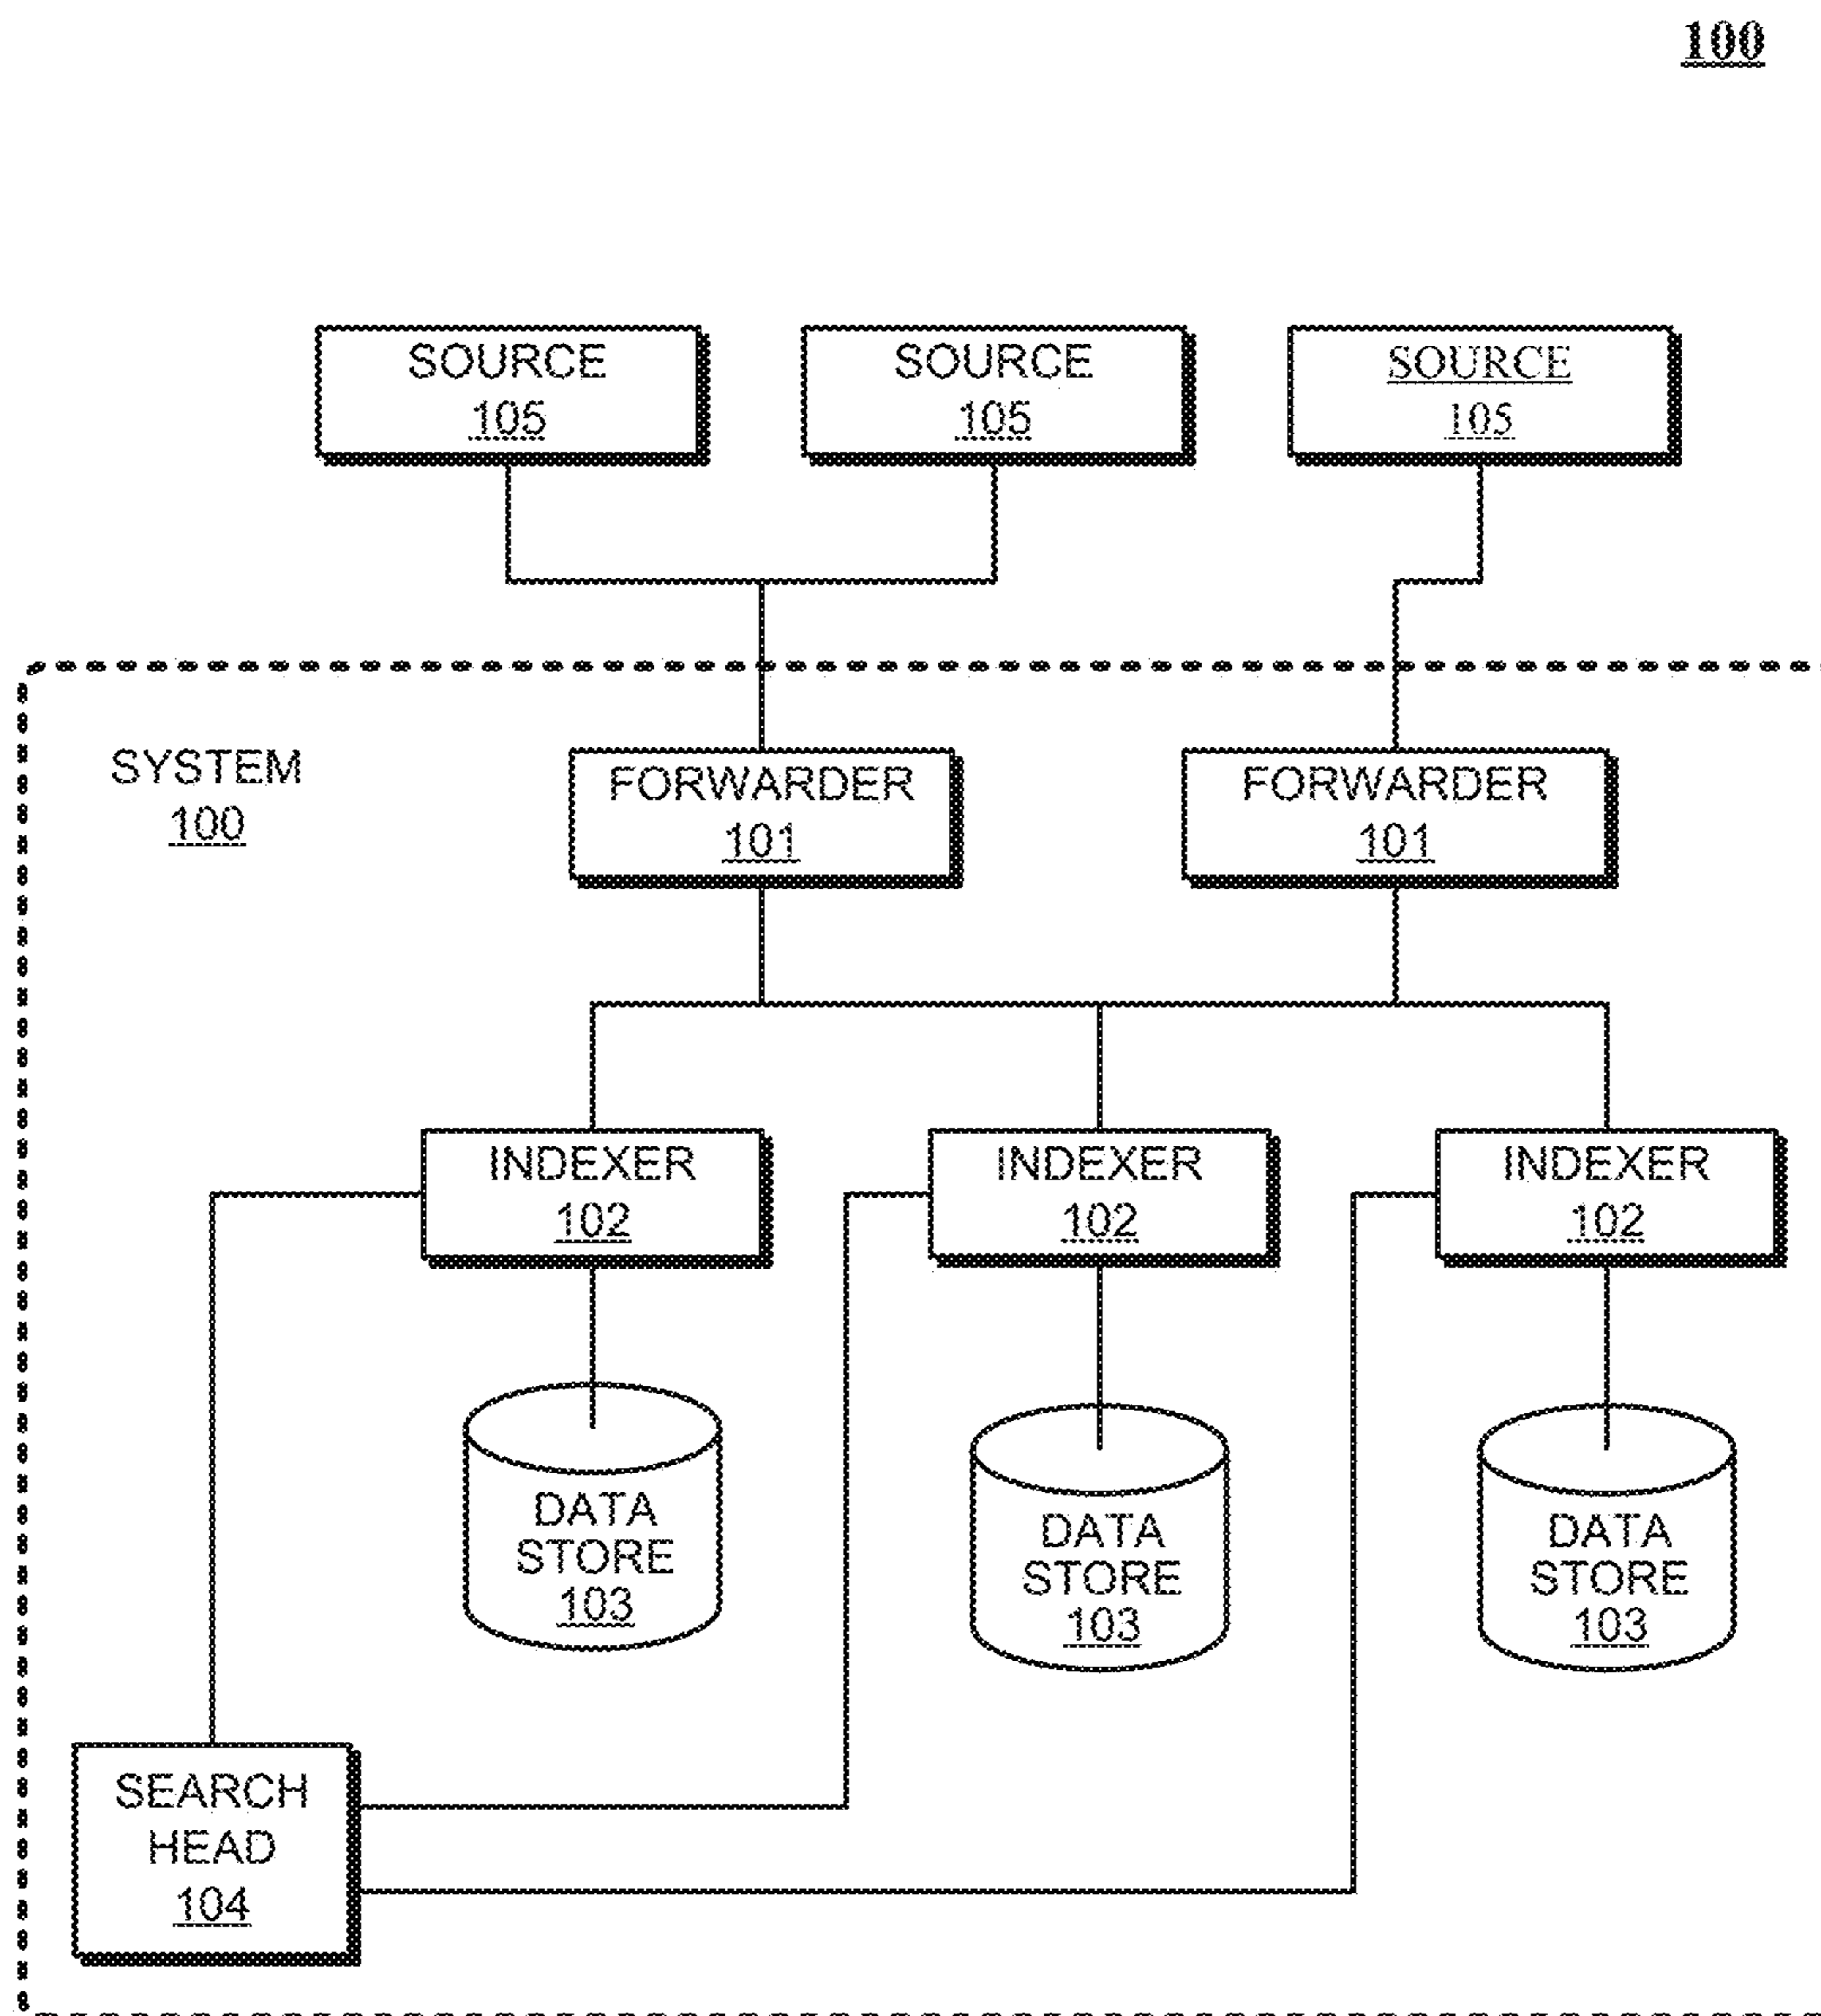 100
SOURCE
105
SOURCE
105
SOURCE
105
SYSTEM
100
FORWARDER
101
FORWARDER
101
INDEXER
102
INDEXER
102
INDEXER
102
DATA
STORE
103
DATA
STORE
103
DATA
STORE
103
SEARCH
HEAD
104